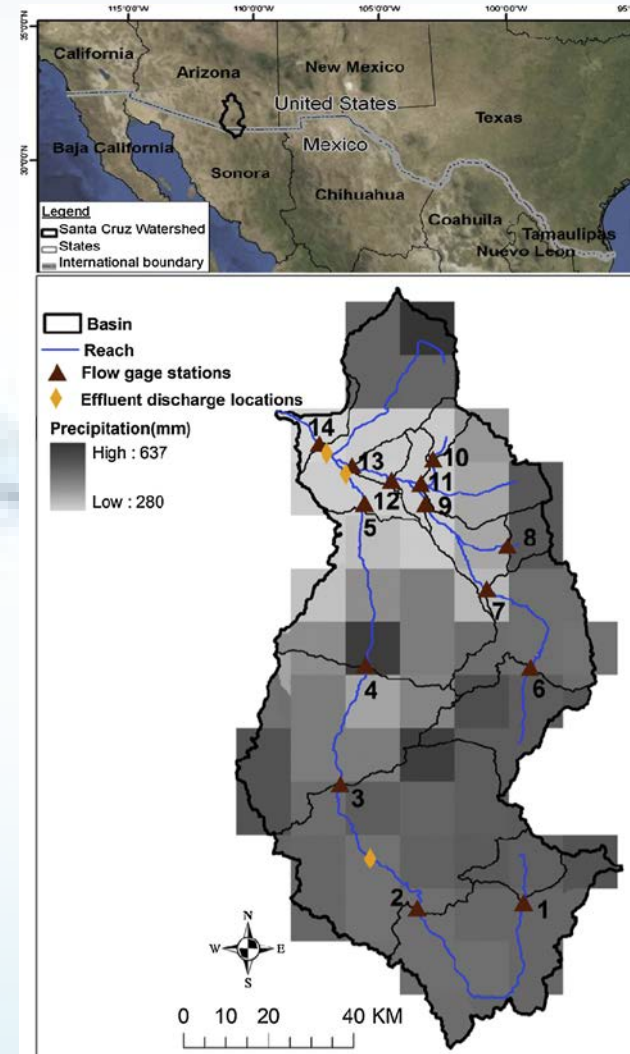 115°0'0"W 110°0'0"W 105°0'0"W 100°0'0"W
35°0'0"N
30°0'0"N
California
Arizona
New Mexico
United States
Texas
Mexico
Baja California
Sonora
Chihuahua
Coahuila
Tamaulipas
Nuevo Leon
Legend
Santa Cruz Watershed
States
International boundary
Basin
Reach
Flow gage stations
Effluent discharge locations
Precipitation(mm)
High : 637
Low : 280
14
13
10
12
11
9
5
8
7
4
6
3
2
1
N
W E
S
0 10 20 40 KM